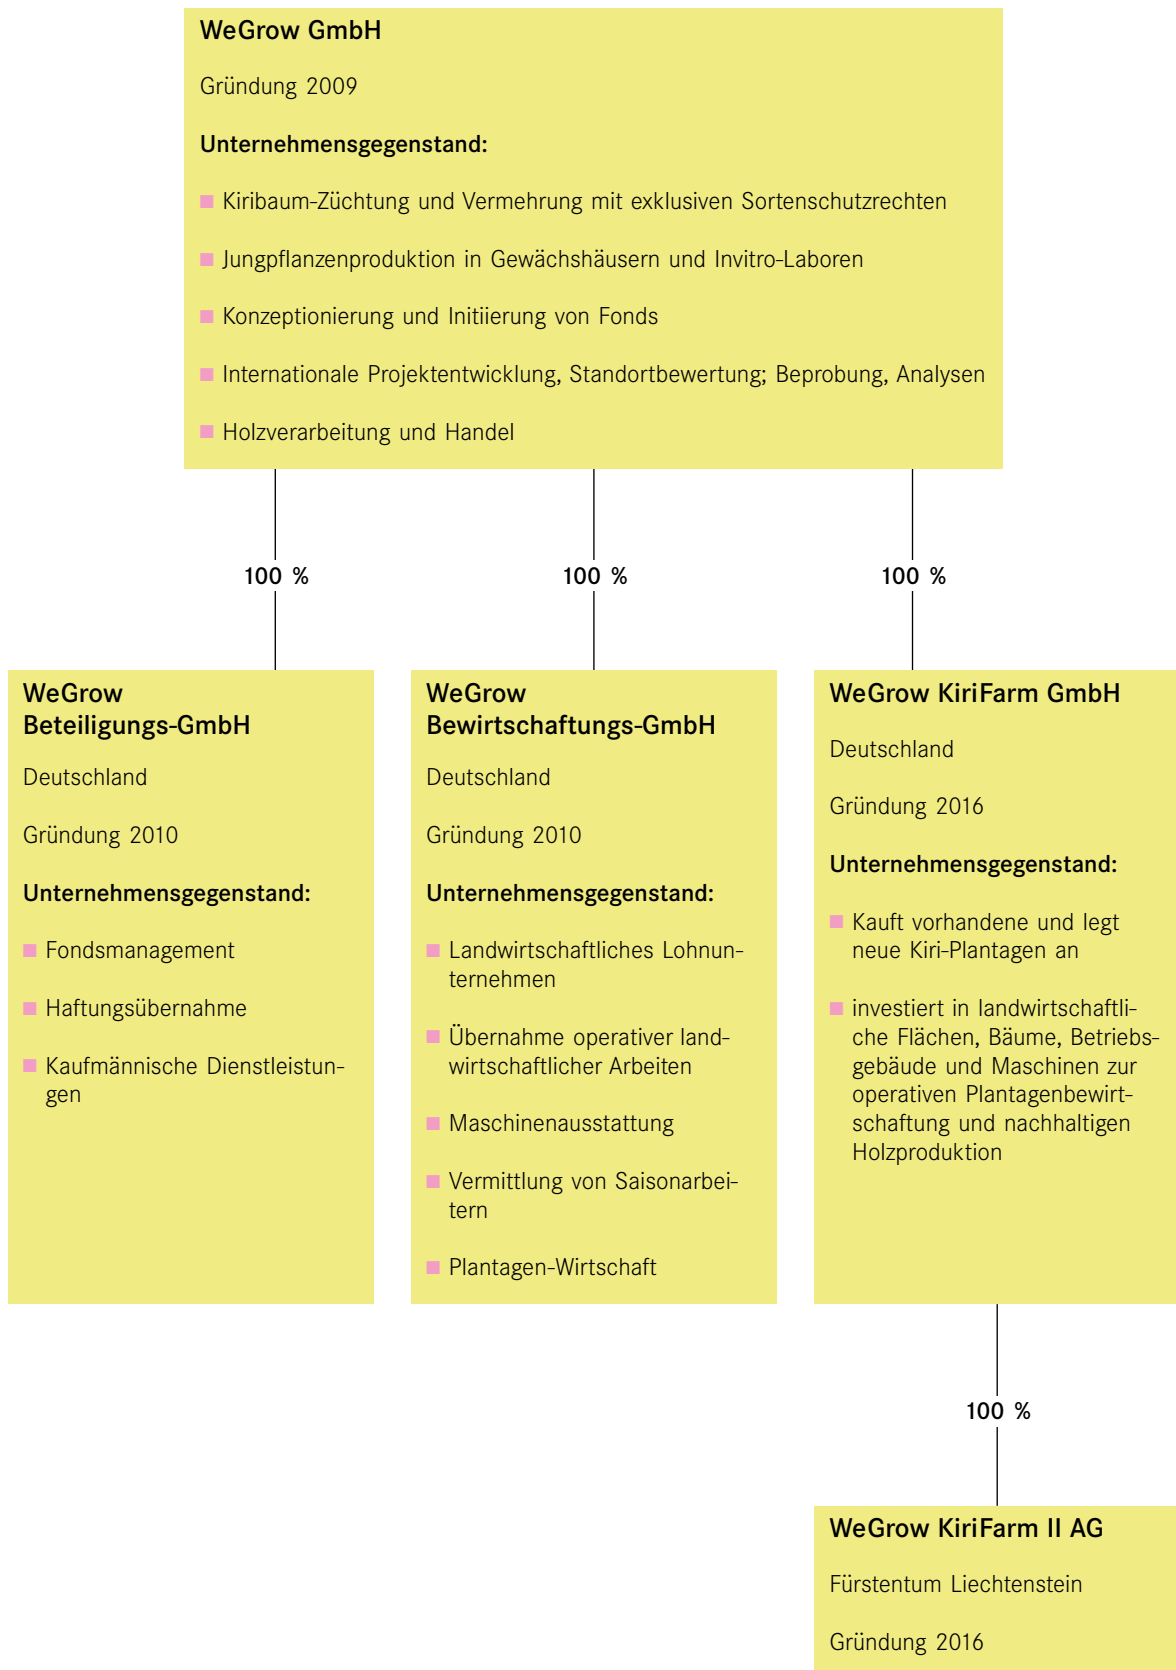 WeGrow GmbH
Gründung 2009
Unternehmensgegenstand:
Kiribaum-Züchtung und Vermehrung mit exklusiven Sortenschutzrechten
Jungpflanzenproduktion in Gewächshäusern und Invitro-Laboren
Konzeptionierung und Initiierung von Fonds
Internationale Projektentwicklung, Standortbewertung; Beprobung, Analysen
Holzverarbeitung und Handel
100 %
100 %
100 %
WeGrow
Beteiligungs-GmbH
Deutschland
Gründung 2010
Unternehmensgegenstand:
Fondsmanagement
Haftungsübernahme
Kaufmännische Dienstleistun-
gen
WeGrow
Bewirtschaftungs-GmbH
Deutschland
Gründung 2010
Unternehmensgegenstand:
Landwirtschaftliches Lohnun-
ternehmen
Übernahme operativer land-
wirtschaftlicher Arbeiten
Maschinenausstattung
Vermittlung von Saisonarbei-
tern
Plantagen-Wirtschaft
WeGrow KiriFarm GmbH
Deutschland
Gründung 2016
Unternehmensgegenstand:
Kauft vorhandene und legt
neue Kiri-Plantagen an
investiert in landwirtschaftli-
che Flächen, Bäume, Betriebs-
gebäude und Maschinen zur
operativen Plantagenbewirt-
schaftung und nachhaltigen
Holzproduktion
100 %
WeGrow KiriFarm II AG
Fürstentum Liechtenstein
Gründung 2016